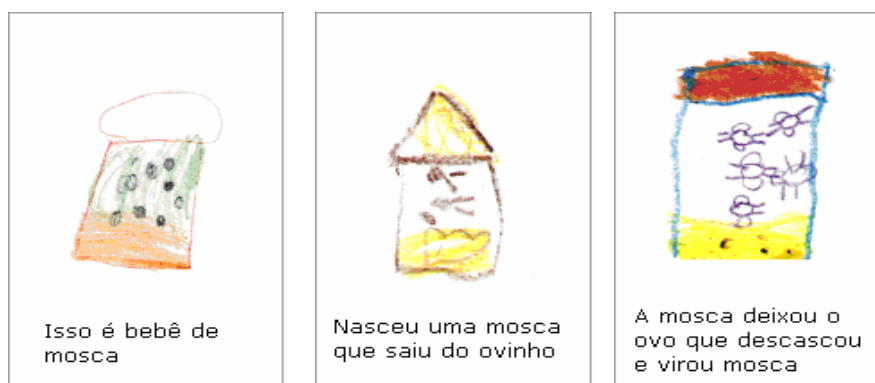 Isso é bebê de
mosca
Nasceu uma mosca
que saiu do ovinho
A mosca deixou o
ovo que descascou
e virou mosca